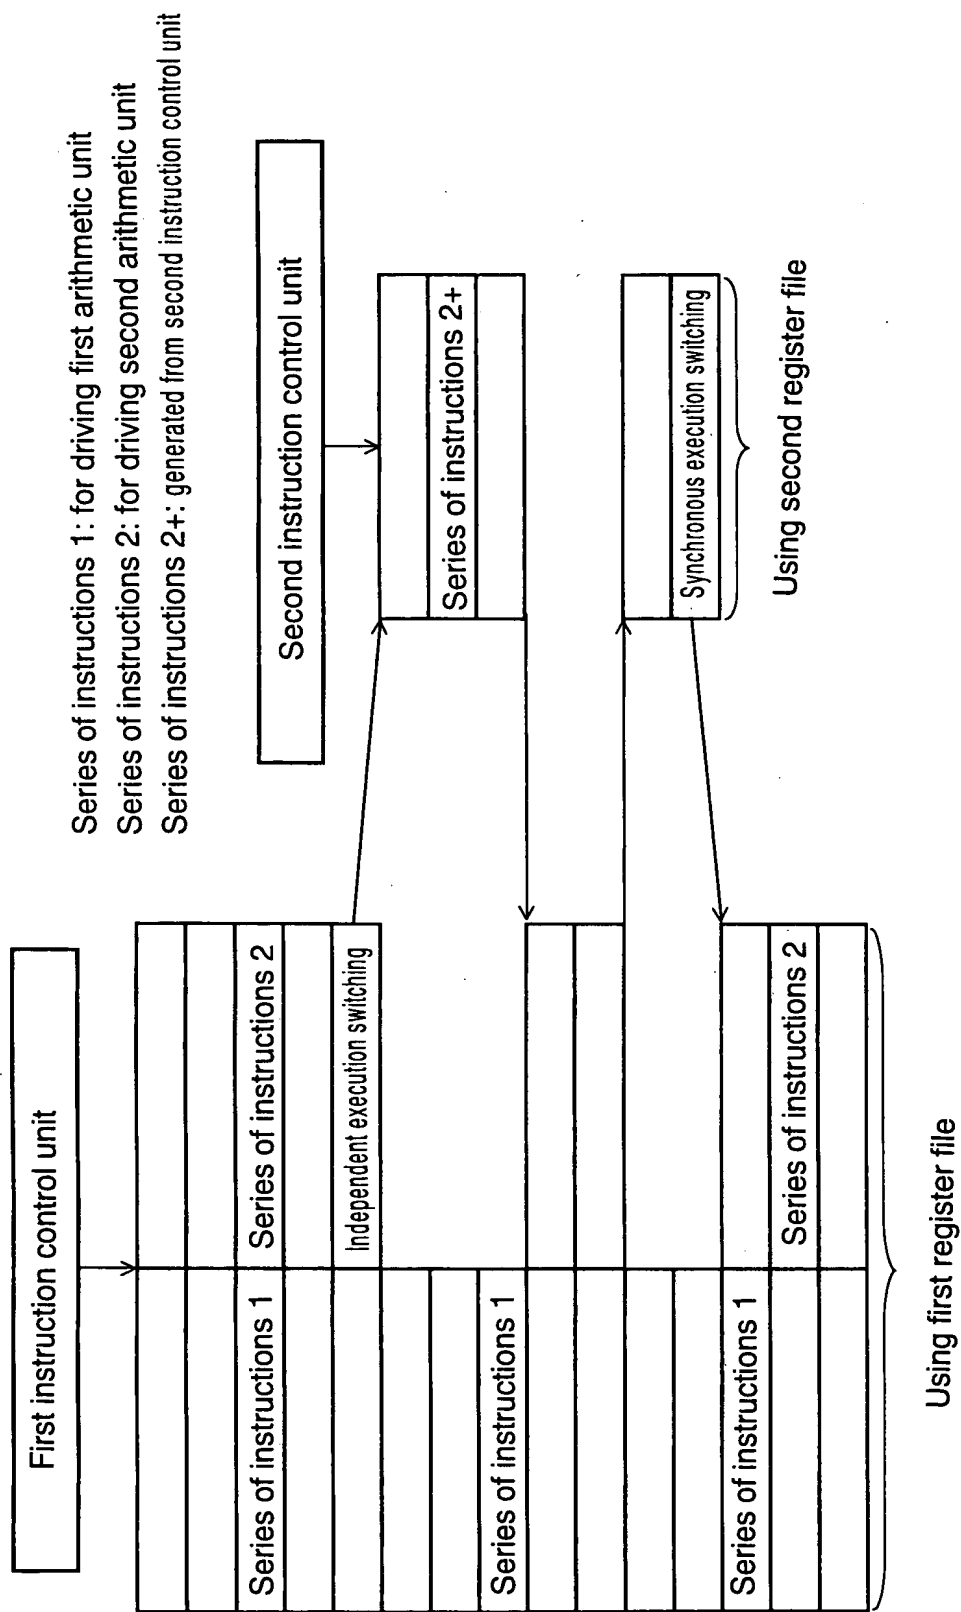 Series of instructions 1: for driving first arithmetic unit
Series of instructions 2: for driving second arithmetic unit
Series of instructions 2+: generated from second instruction control unit
First instruction control unit
Second instruction control unit
Series of instructions 1
Series of instructions 2
Independent execution switching
Series of instructions 2+
Series of instructions 1
Synchronous execution switching
Series of instructions 1
Series of instructions 2
Using second register file
Using first register file